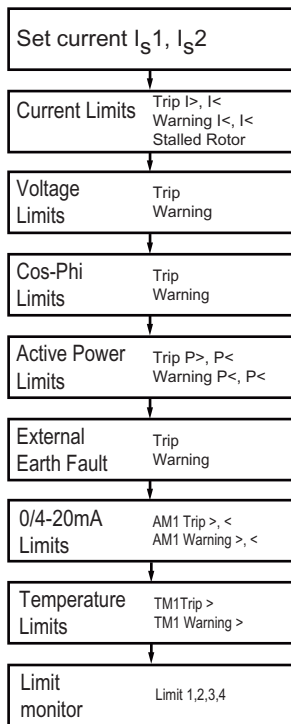 Set current Is1, Is2
Current Limits
Trip I>, I<
Warning I<, I<
Stalled Rotor
Voltage
Limits
Trip
Warning
Cos-Phi
Limits
Trip
Warning
Active Power
Limits
Trip P>, P<
Warning P<, P<
External
Earth Fault
Trip
Warning
0/4-20mA
Limits
AM1 Trip >, <
AM1 Warning >, <
Temperature
Limits
TM1Trip >
TM1 Warning >
Limit
monitor
Limit 1,2,3,4